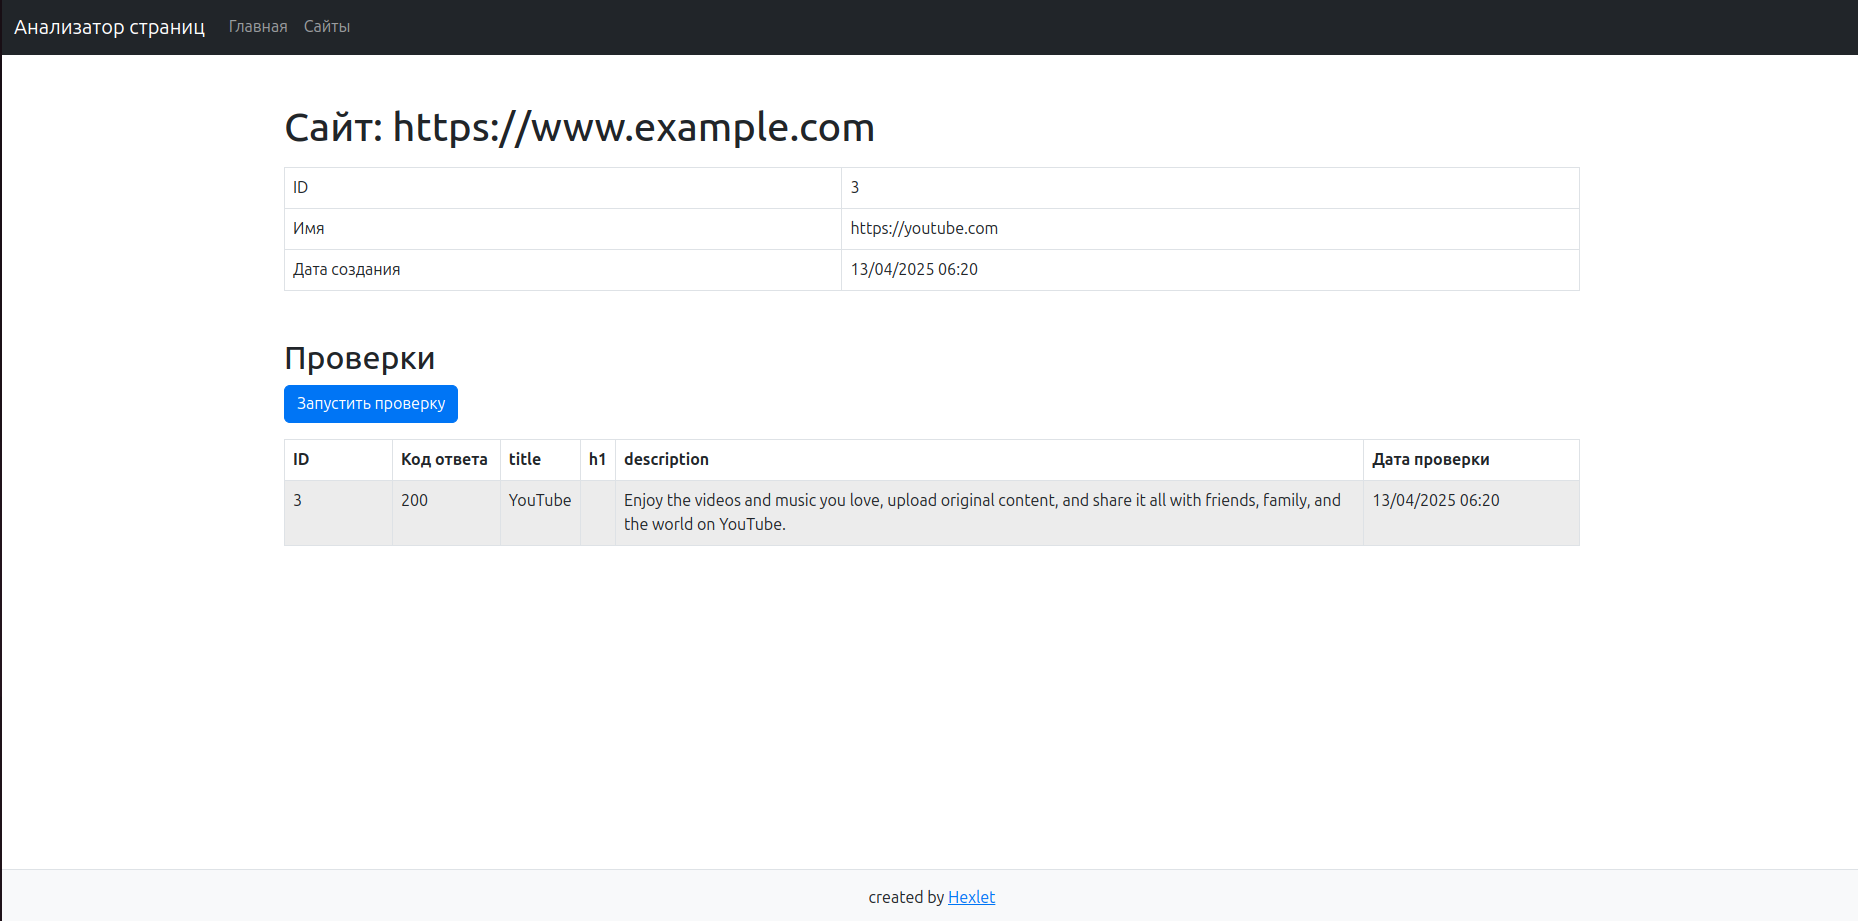 Анализатор страниц Главная Сайты
Сайт: https://www.example.com
ID 3
Имя https://youtube.com
Дата создания 13/04/2025 06:20
Проверки
Запустить проверку
ID Код ответа title h1 description Дата проверки
3 200 YouTube Enjoy the videos and music you love, upload original content, and share it all with friends, family, and 13/04/2025 06:20
the world on YouTube.
created by Hexlet